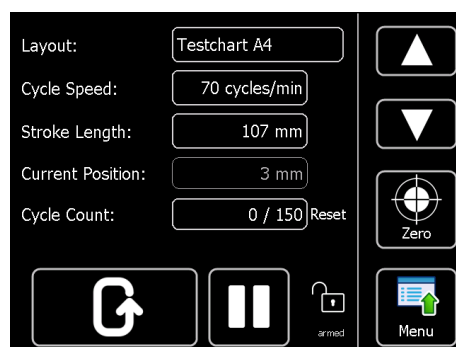 Layout: Testchart A4
Cycle Speed: 70 cycles/min
Stroke Length: 107 mm
Current Position: 3 mm
Cycle Count: 0 / 150 Reset
Zero
armed
Menu